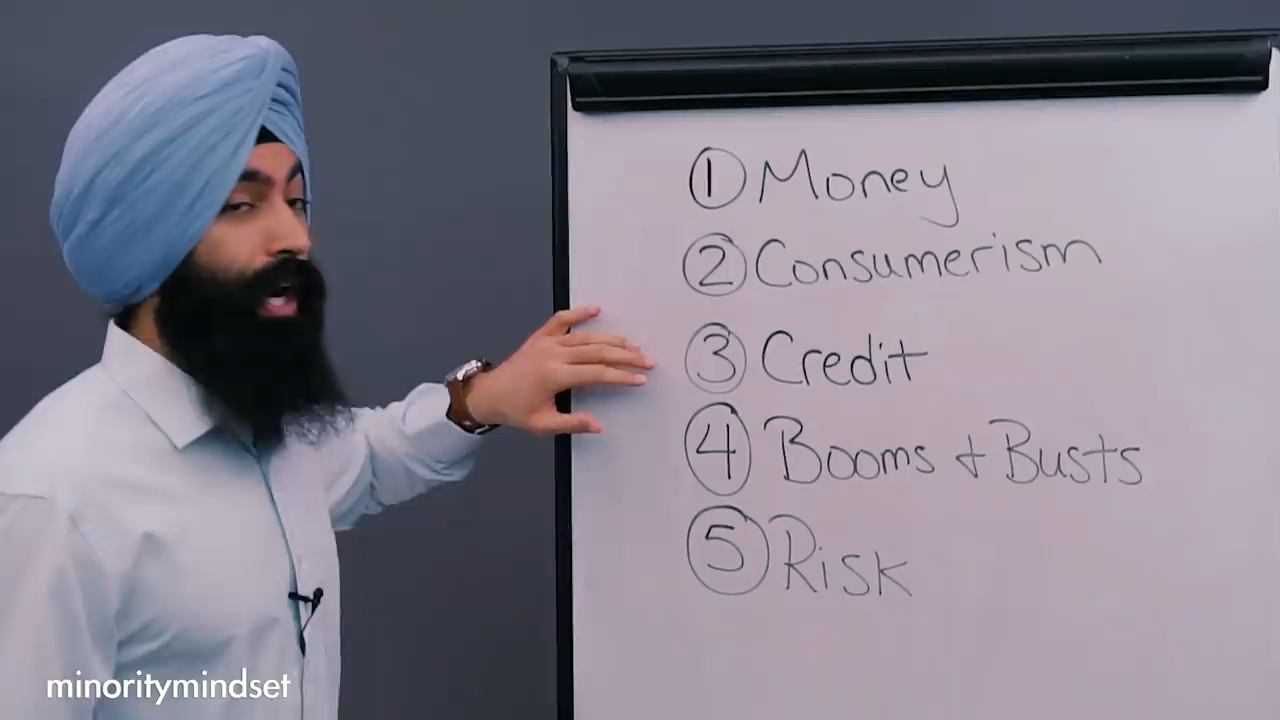 ① Money
② Consumerism
③ Credit
④ Booms + Busts
⑤ Risk
minoritymindset